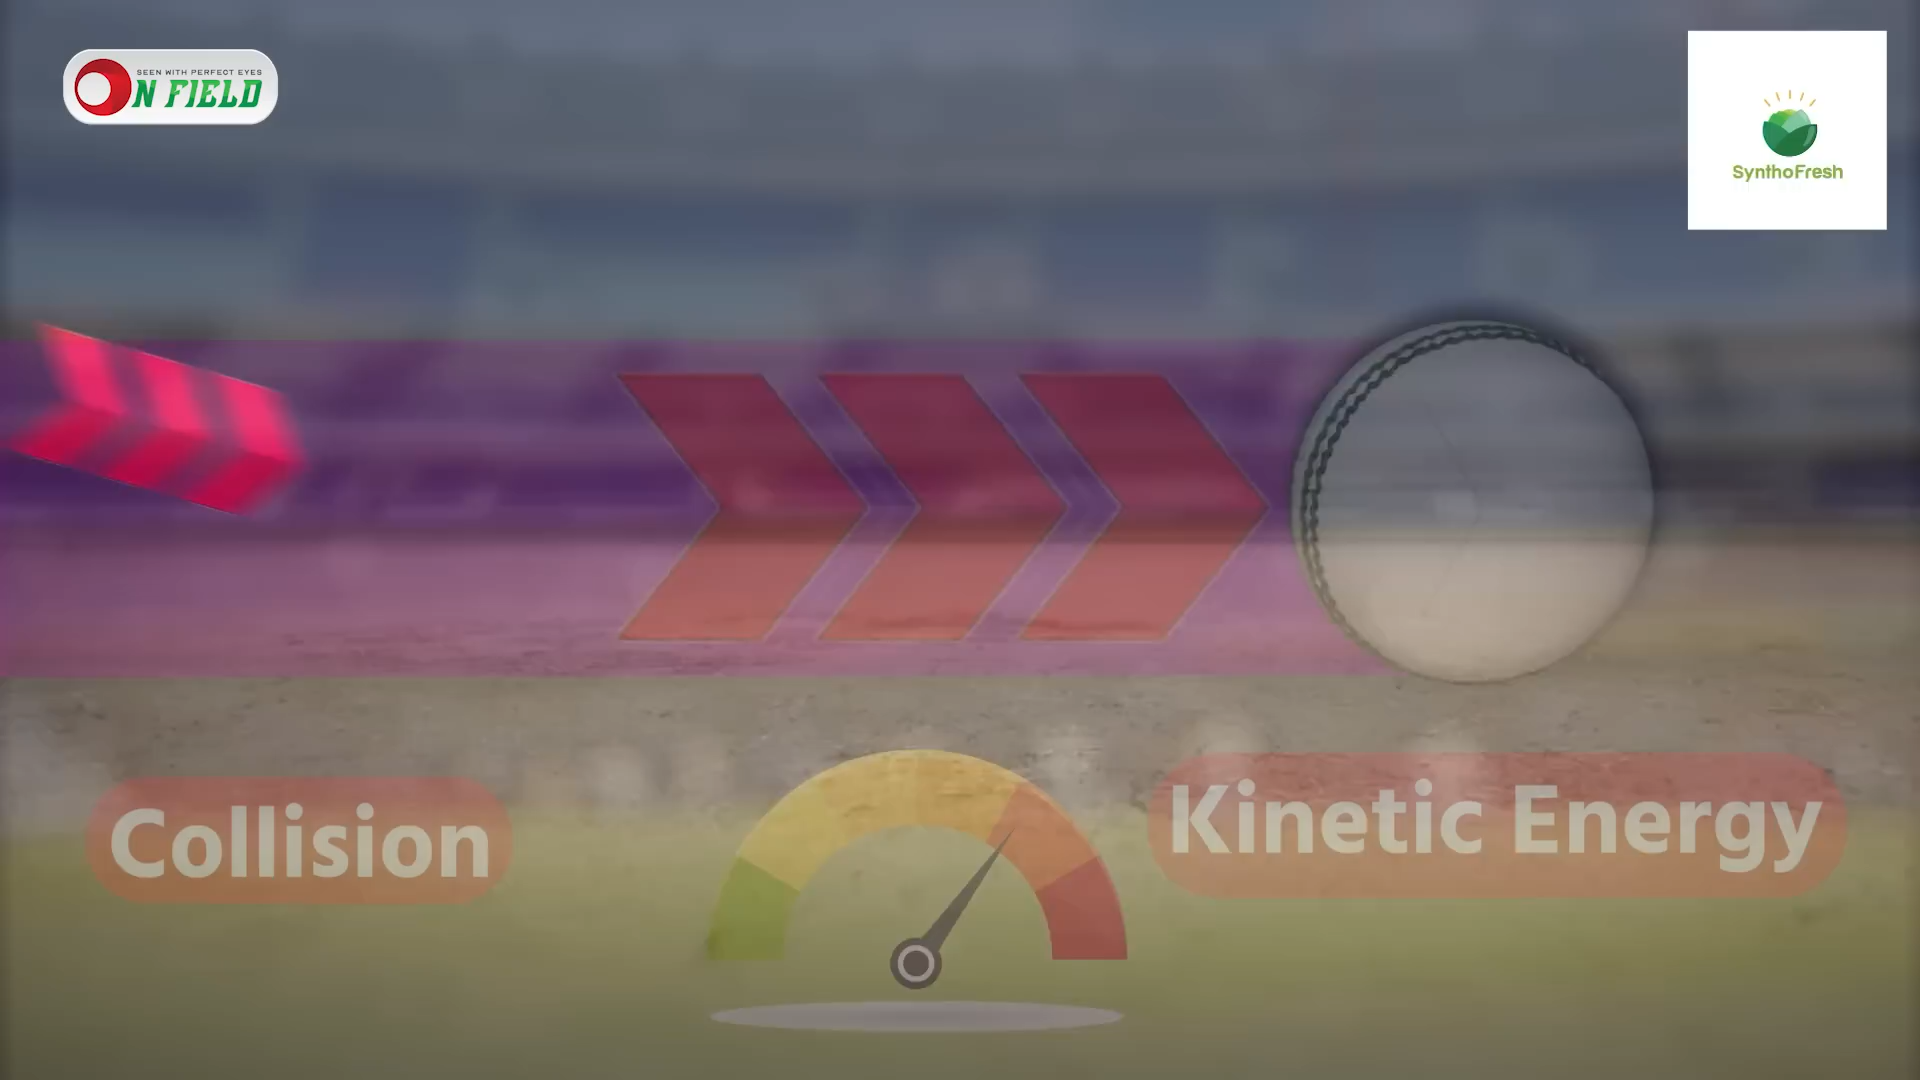 SEEN WITH PERFECT EYES
ON FIELD
SynthoFresh
Collision
Kinetic Energy